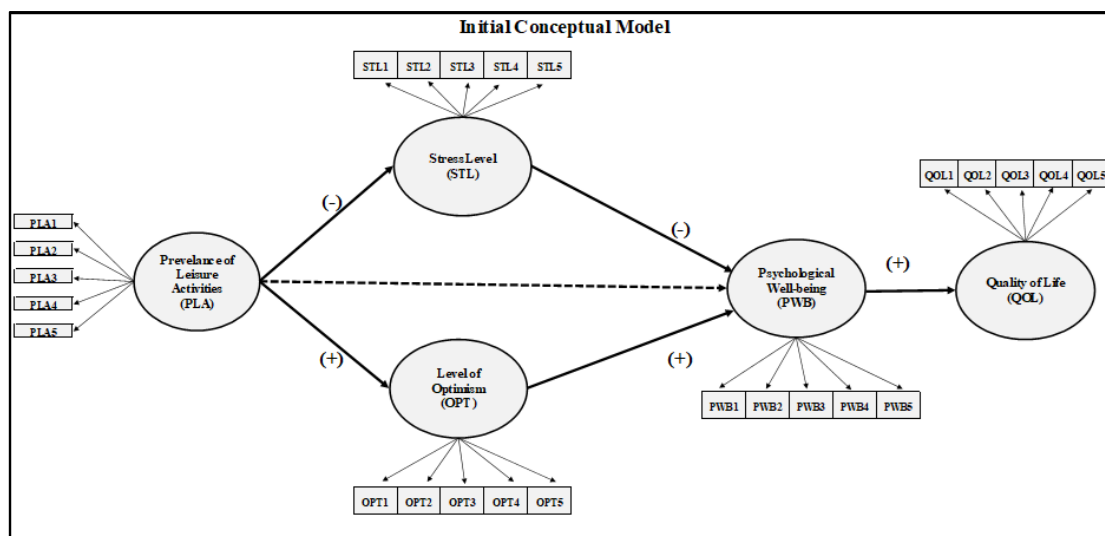 Initial Conceptual Model
STL1 STL2 STL3 STL4 STL5
Stress Level
(STL)
QOL1 QOL2 QOL3 QOL4 QOL5
(-)
(-)
PLA1
PLA2
PLA3
PLA4
PLA5
Prevelance of
Leisure
Activities
(PLA)
Psychological
Well-being
(PWB)
(+)
Quality of Life
(QOL)
(+)
(+)
Level of
Optimism
(OPT)
PWB1 PWB2 PWB3 PWB4 PWB5
OPT1 OPT2 OPT3 OPT4 OPT5